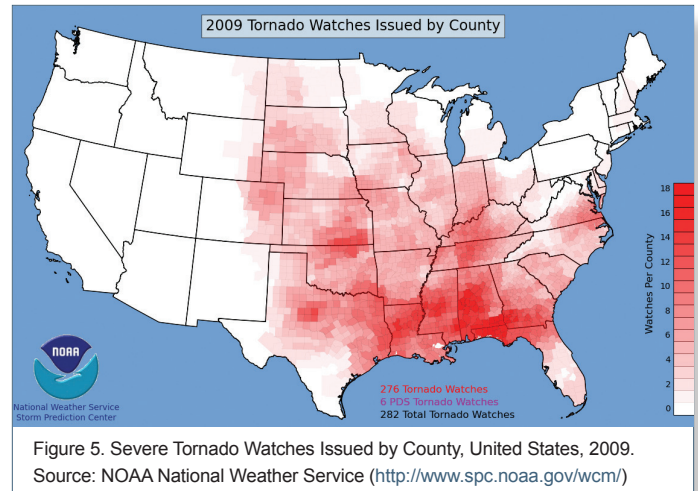 2009 Tornado Watches Issued by County
18
16
14
12
10
8
6
4
2
0
Watches Per County
NOAA
National Weather Service
Storm Prediction Center
276 Tornado Watches
6 PDS Tornado Watches
282 Total Tornado Watches
Figure 5. Severe Tornado Watches Issued by County, United States, 2009.
Source: NOAA National Weather Service (http://www.spc.noaa.gov/wcm/)